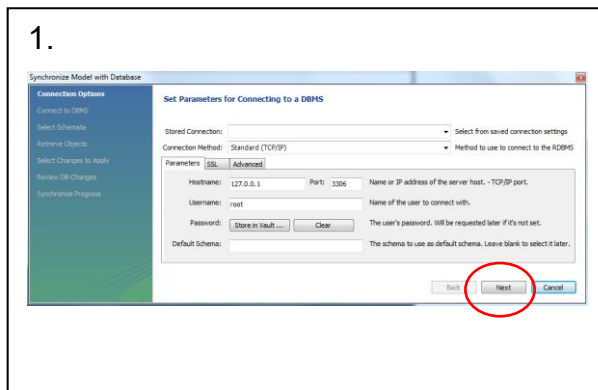 1.
Synchronize Model with Database
Connection Options
Connect to DBMS
Select Schemata
Retrieve Objects
Select Changes to Apply
Review DB Changes
Synchronize Progress
Set Parameters for Connecting to a DBMS
Stored Connection: Select from saved connection settings
Connection Method: Standard (TCP/IP) Method to use to connect to the RDBMS
Parameters SSL Advanced
Hostname: 127.0.0.1 Port: 3306 Name or IP address of the server host. - TCP/IP port.
Username: root Name of the user to connect with.
Password: Store in Vault ... Clear The user's password. Will be requested later if it's not set.
Default Schema: The schema to use as default schema. Leave blank to select it later.
Back Next Cancel